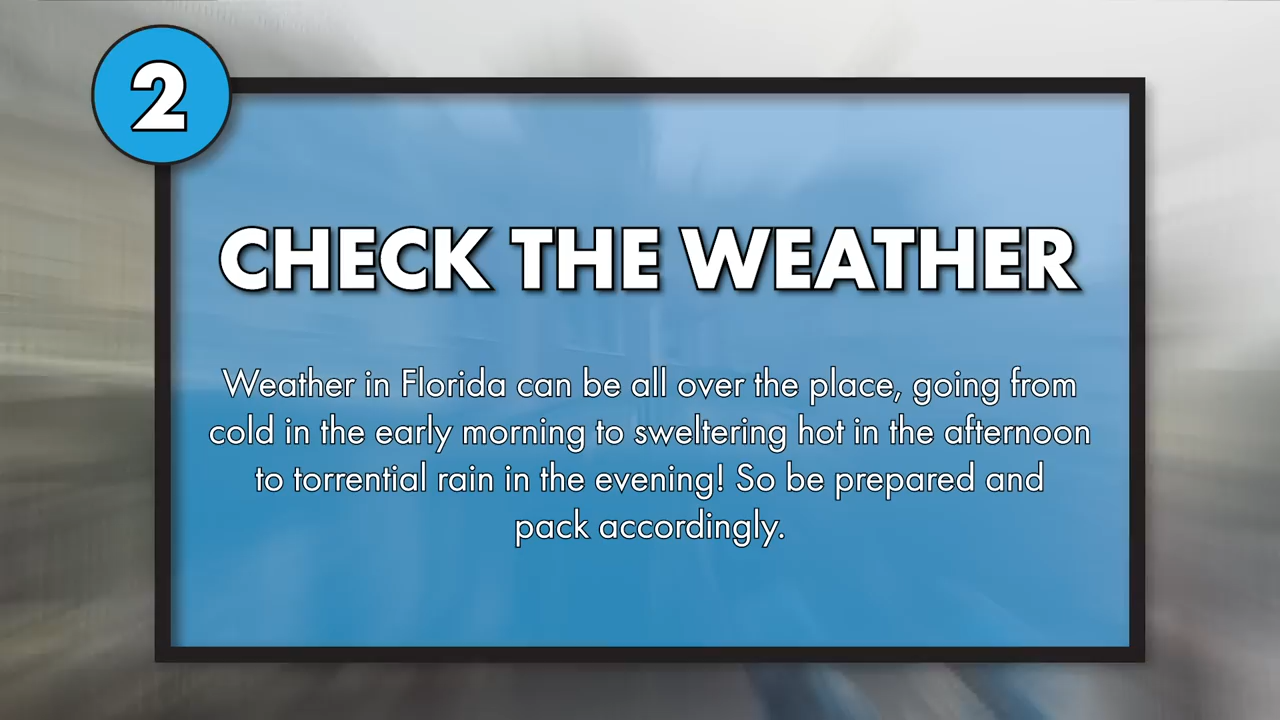 2
CHECK THE WEATHER
Weather in Florida can be all over the place, going from
cold in the early morning to sweltering hot in the afternoon
to torrential rain in the evening! So be prepared and
pack accordingly.